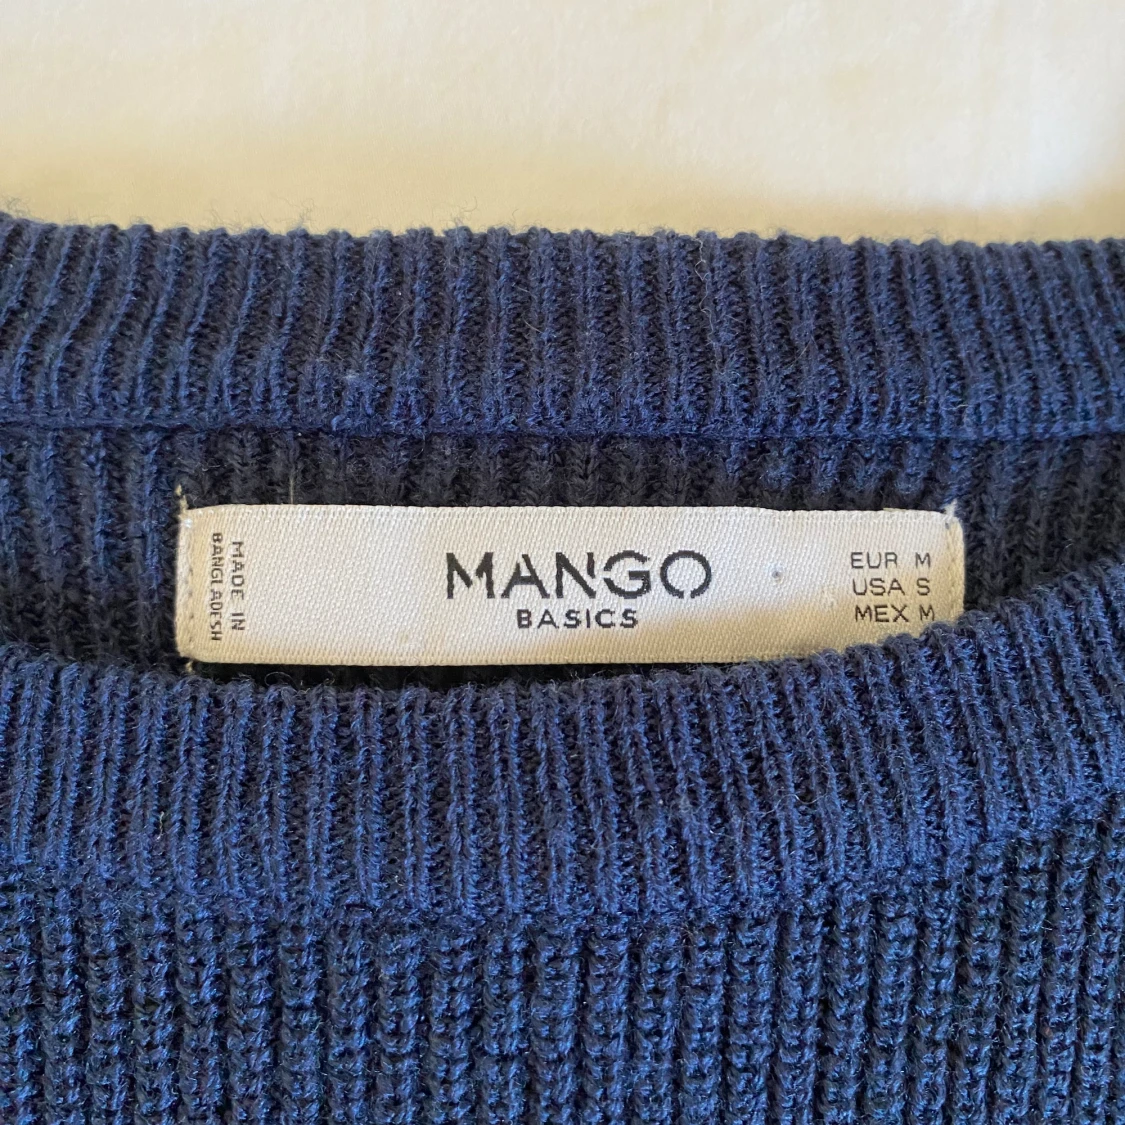 MADE IN
BANGLADESH
MANGO
BASICS
EUR M
USA S
MEX M